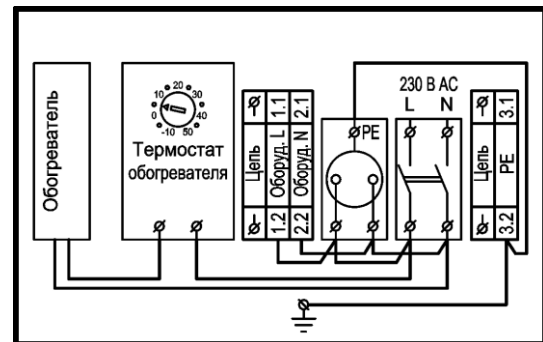 Обогреватель
10 20 30
0 40
-10 50
Термостат
обогревателя
Цепь
Оборуд. L
Оборуд. N
1.1
2.1
1.2
2.2
PE
230 В AC
L N
Цепь
PE
3.1
3.2